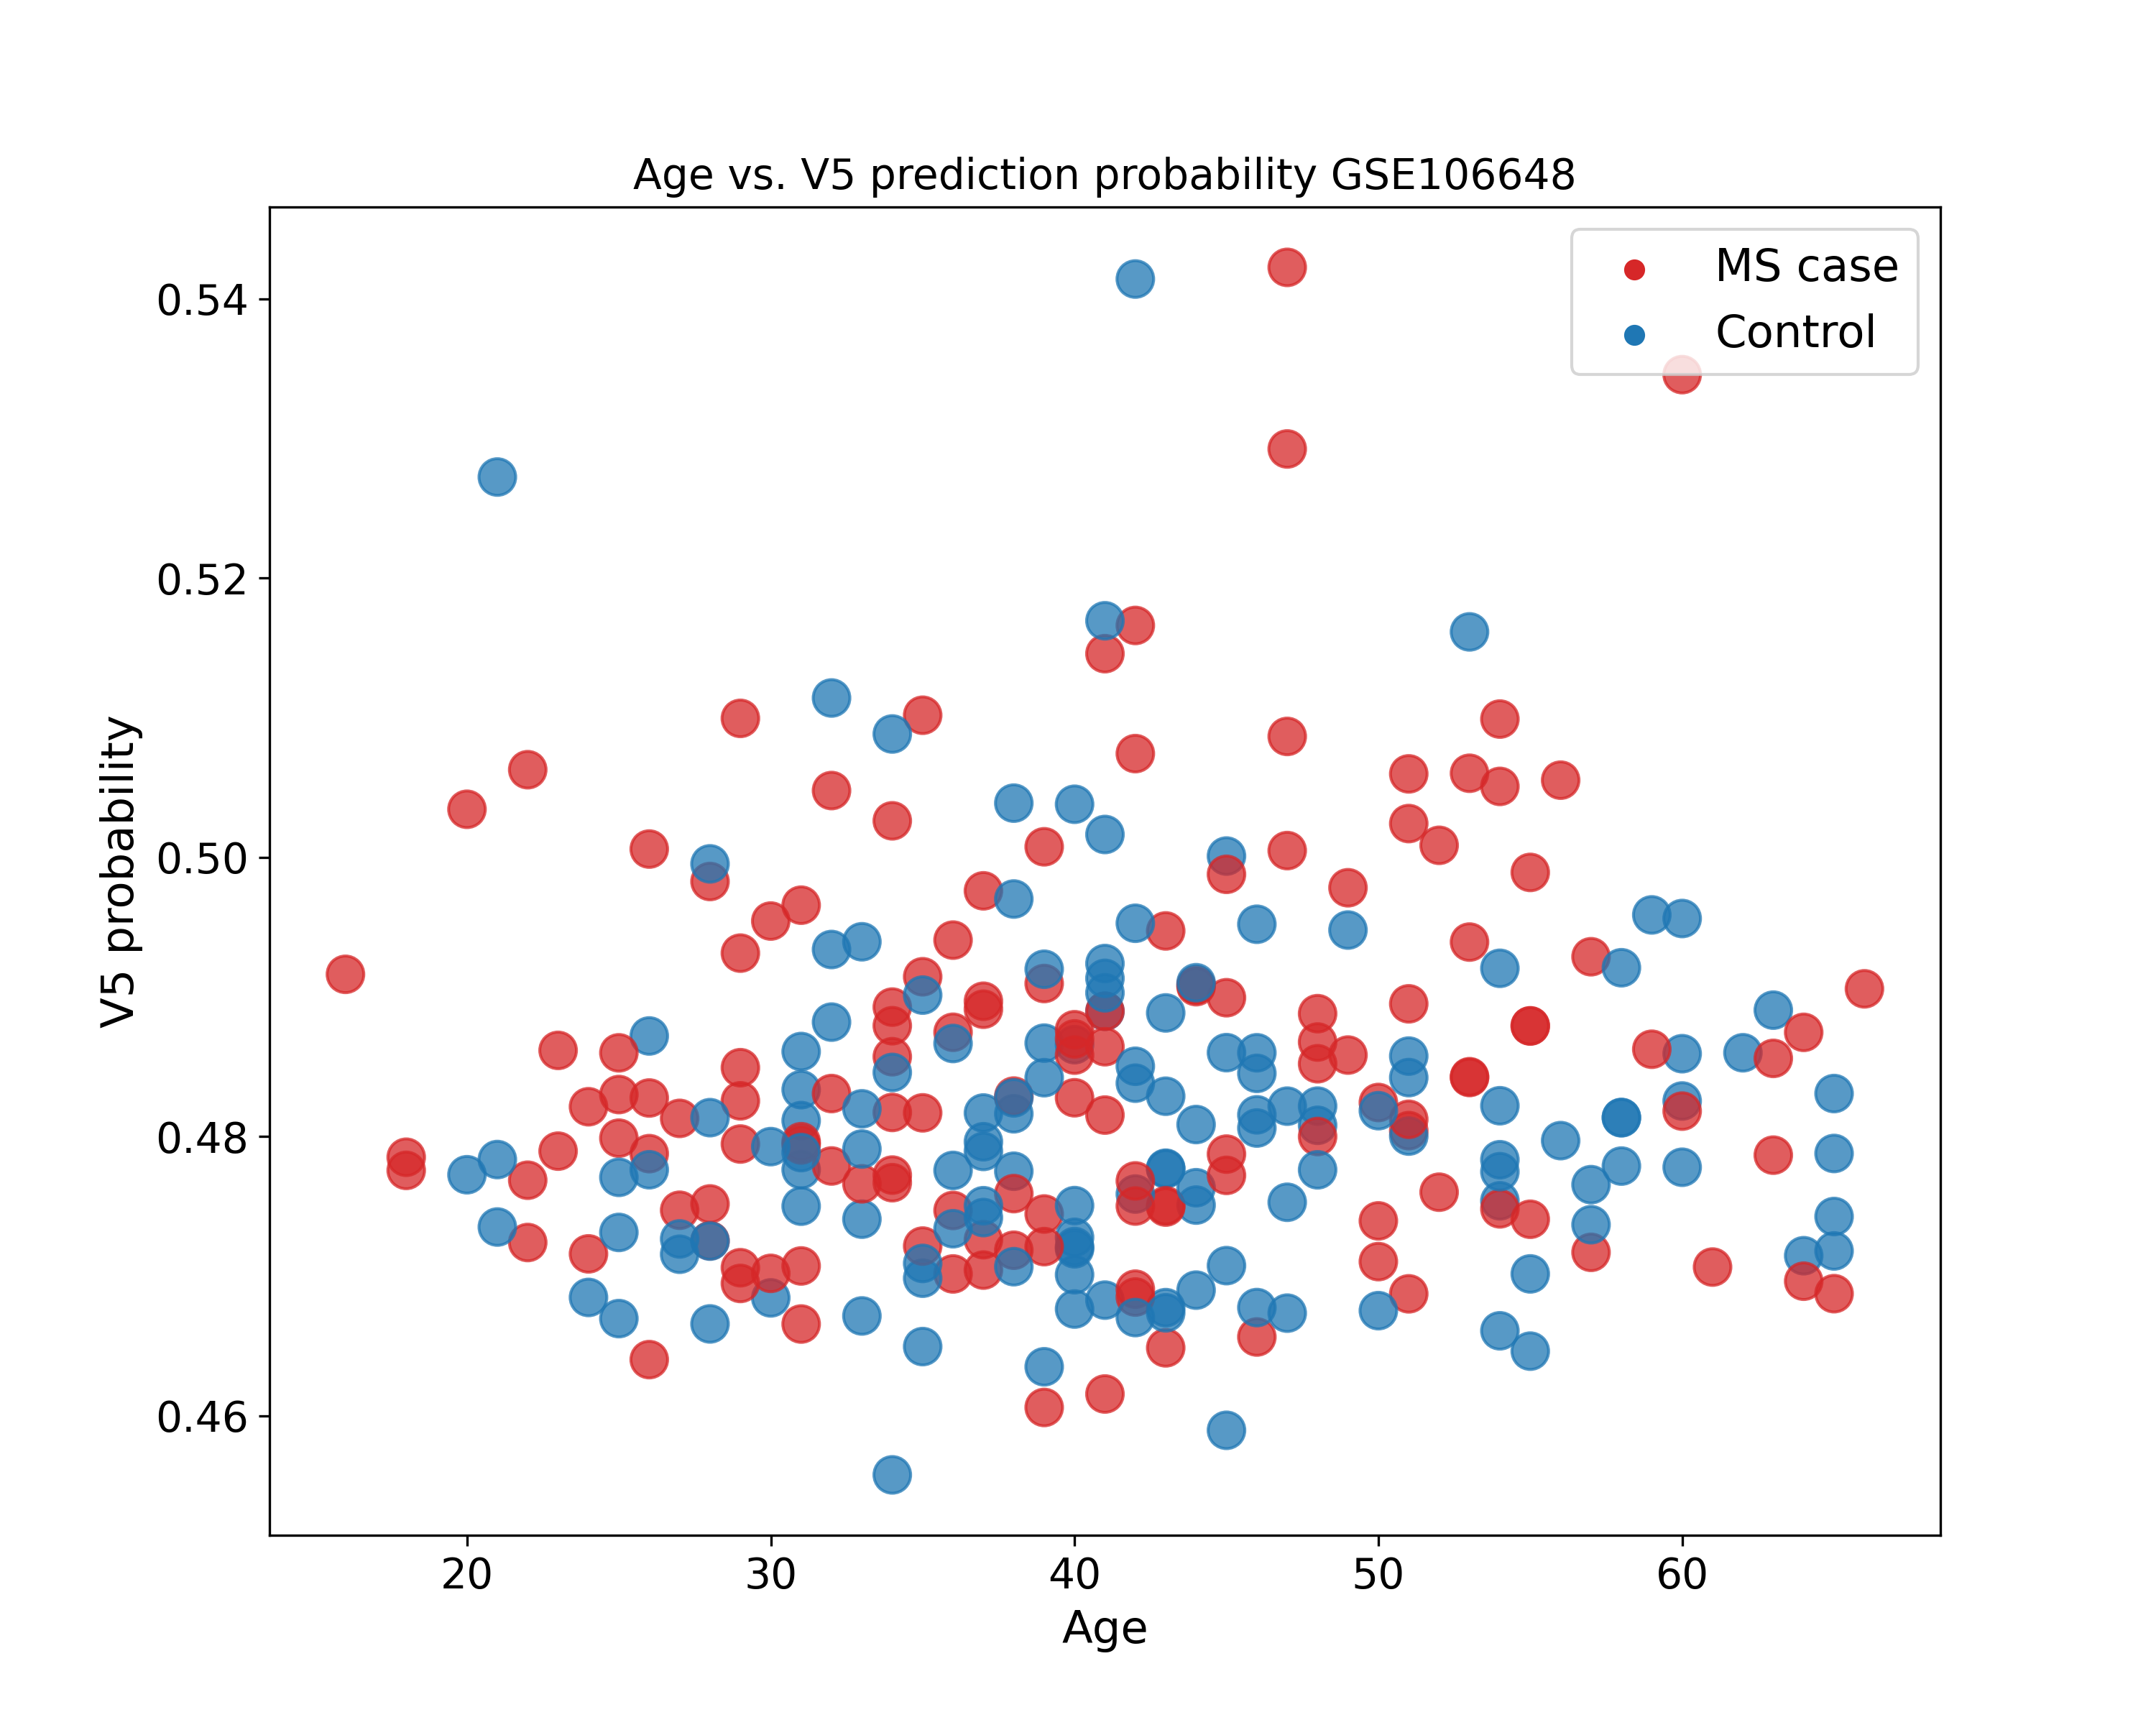 Age vs. V5 prediction probability GSE106648
MS case
Control
0.54
0.52
0.50
0.48
0.46
V5 probability
20 30 40 50 60
Age